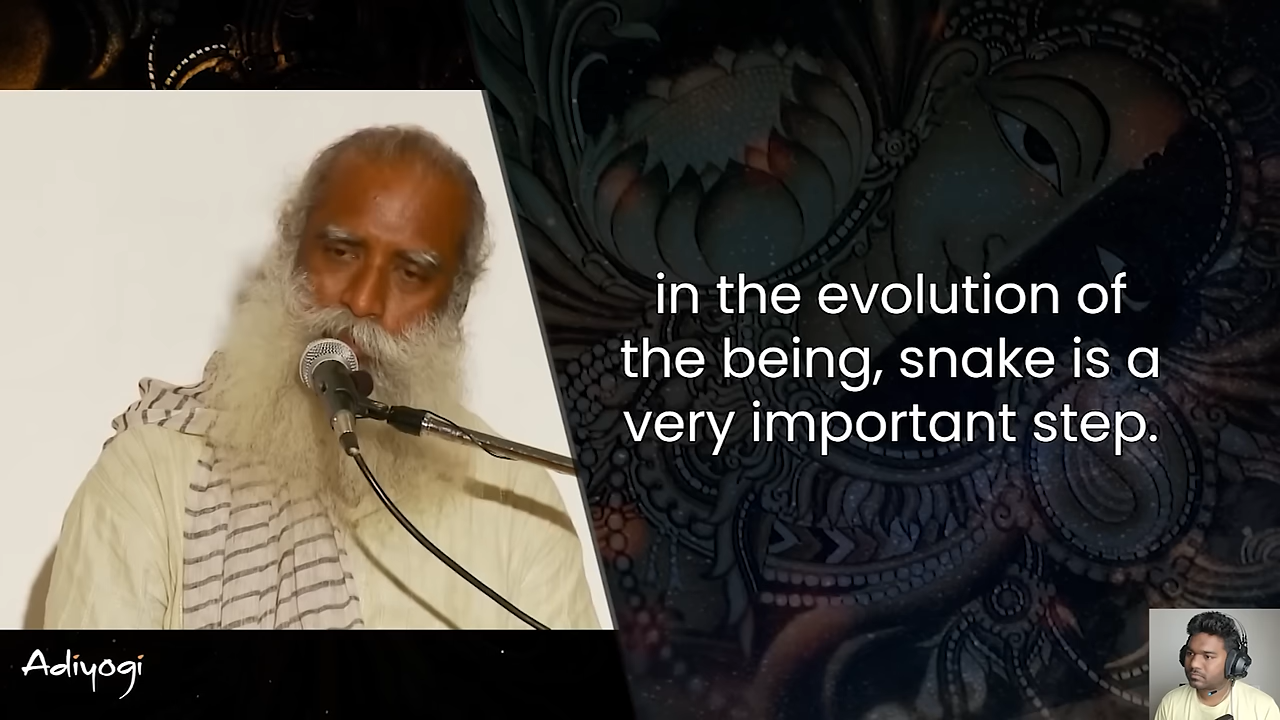 in the evolution of
the being, snake is a
very important step.
Adiyogi